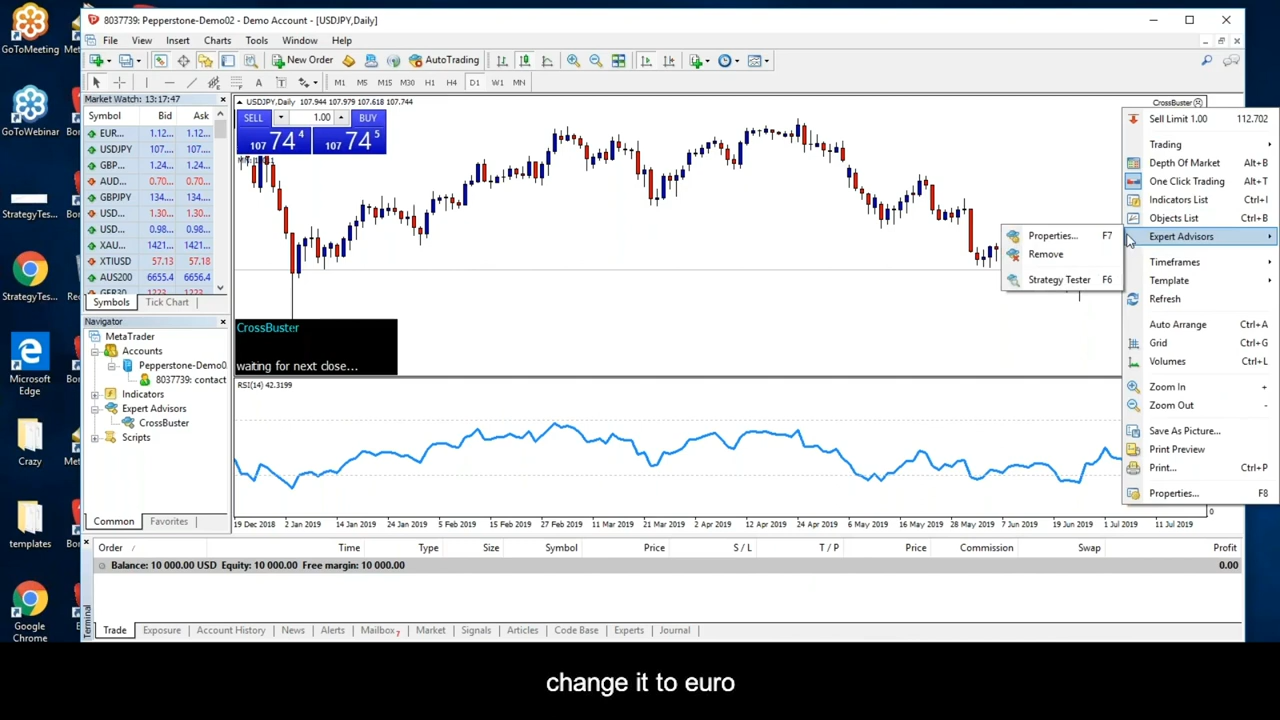 GoToMeeting
GoToWebinar
StrategyTes...
StrategyTes...
Microsoft
Edge
Crazy
templates
Google
Chrome
8037739: Pepperstone-Demo02 - Demo Account - [USDJPY,Daily]
File View Insert Charts Tools Window Help
New Order AutoTrading
A T M1 M5 M15 M30 H1 H4 D1 W1 MN
Market Watch: 13:17:47
Symbol Bid Ask
EUR... 1.12... 1.12...
USDJPY 107.... 107....
GBP... 1.24... 1.24...
AUD... 0.70... 0.70...
GBPJPY 134.... 134....
USD... 1.30... 1.30...
USD... 0.98... 0.98...
XAU... 1421... 1421...
XTIUSD 57.13 57.18
AUS200 6655.4 6656.4
GER30 1223 1223
Symbols Tick Chart
Navigator
MetaTrader
Accounts
Pepperstone-Demo0
8037739: contact
Indicators
Expert Advisors
CrossBuster
Scripts
Common Favorites
USDJPY,Daily 107.944 107.979 107.618 107.744
SELL 1.00 BUY
107 74 4 107 74 5
CrossBuster
CrossBuster
waiting for next close...
RSI(14) 42.3199
0
19 Dec 2018 2 Jan 2019 14 Jan 2019 24 Jan 2019 5 Feb 2019 15 Feb 2019 27 Feb 2019 11 Mar 2019 21 Mar 2019 2 Apr 2019 12 Apr 2019 24 Apr 2019 6 May 2019 16 May 2019 28 May 2019 7 Jun 2019 19 Jun 2019 1 Jul 2019 11 Jul 2019
Properties... F7
Remove
Strategy Tester F6
Sell Limit 1.00 112.702
Trading
Depth Of Market Alt+B
One Click Trading Alt+T
Indicators List Ctrl+I
Objects List Ctrl+B
Expert Advisors
Timeframes
Template
Refresh
Auto Arrange Ctrl+A
Grid Ctrl+G
Volumes Ctrl+L
Zoom In +
Zoom Out -
Save As Picture...
Print Preview
Print... Ctrl+P
Properties... F8
Order / Time Type Size Symbol Price S / L T / P Price Commission Swap Profit
Balance: 10 000.00 USD Equity: 10 000.00 Free margin: 10 000.00 0.00
Terminal
Trade Exposure Account History News Alerts Mailbox 7 Market Signals Articles Code Base Experts Journal
change it to euro